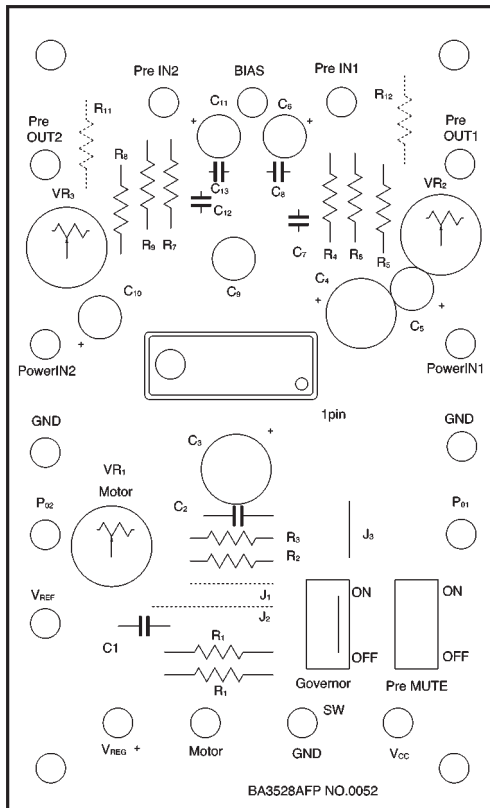 Pre IN2 BIAS Pre IN1
R11 C11 C6 R12
Pre OUT2
Pre OUT1
R8
VR3
VR2
C13 C8
C12
C7
R9 R7
R4 R6 R5
C10
C9
C4
C5
+ + + + +
PowerIN2
PowerIN1
1pin
GND
GND
C3 +
VR1
Motor
P02
C2
P01
R3
J3
R2
VREF
J1
J2
ON ON
C1
R1
OFF OFF
R1
Governor Pre MUTE
SW
VREG + Motor GND VCC
BA3528AFP NO.0052